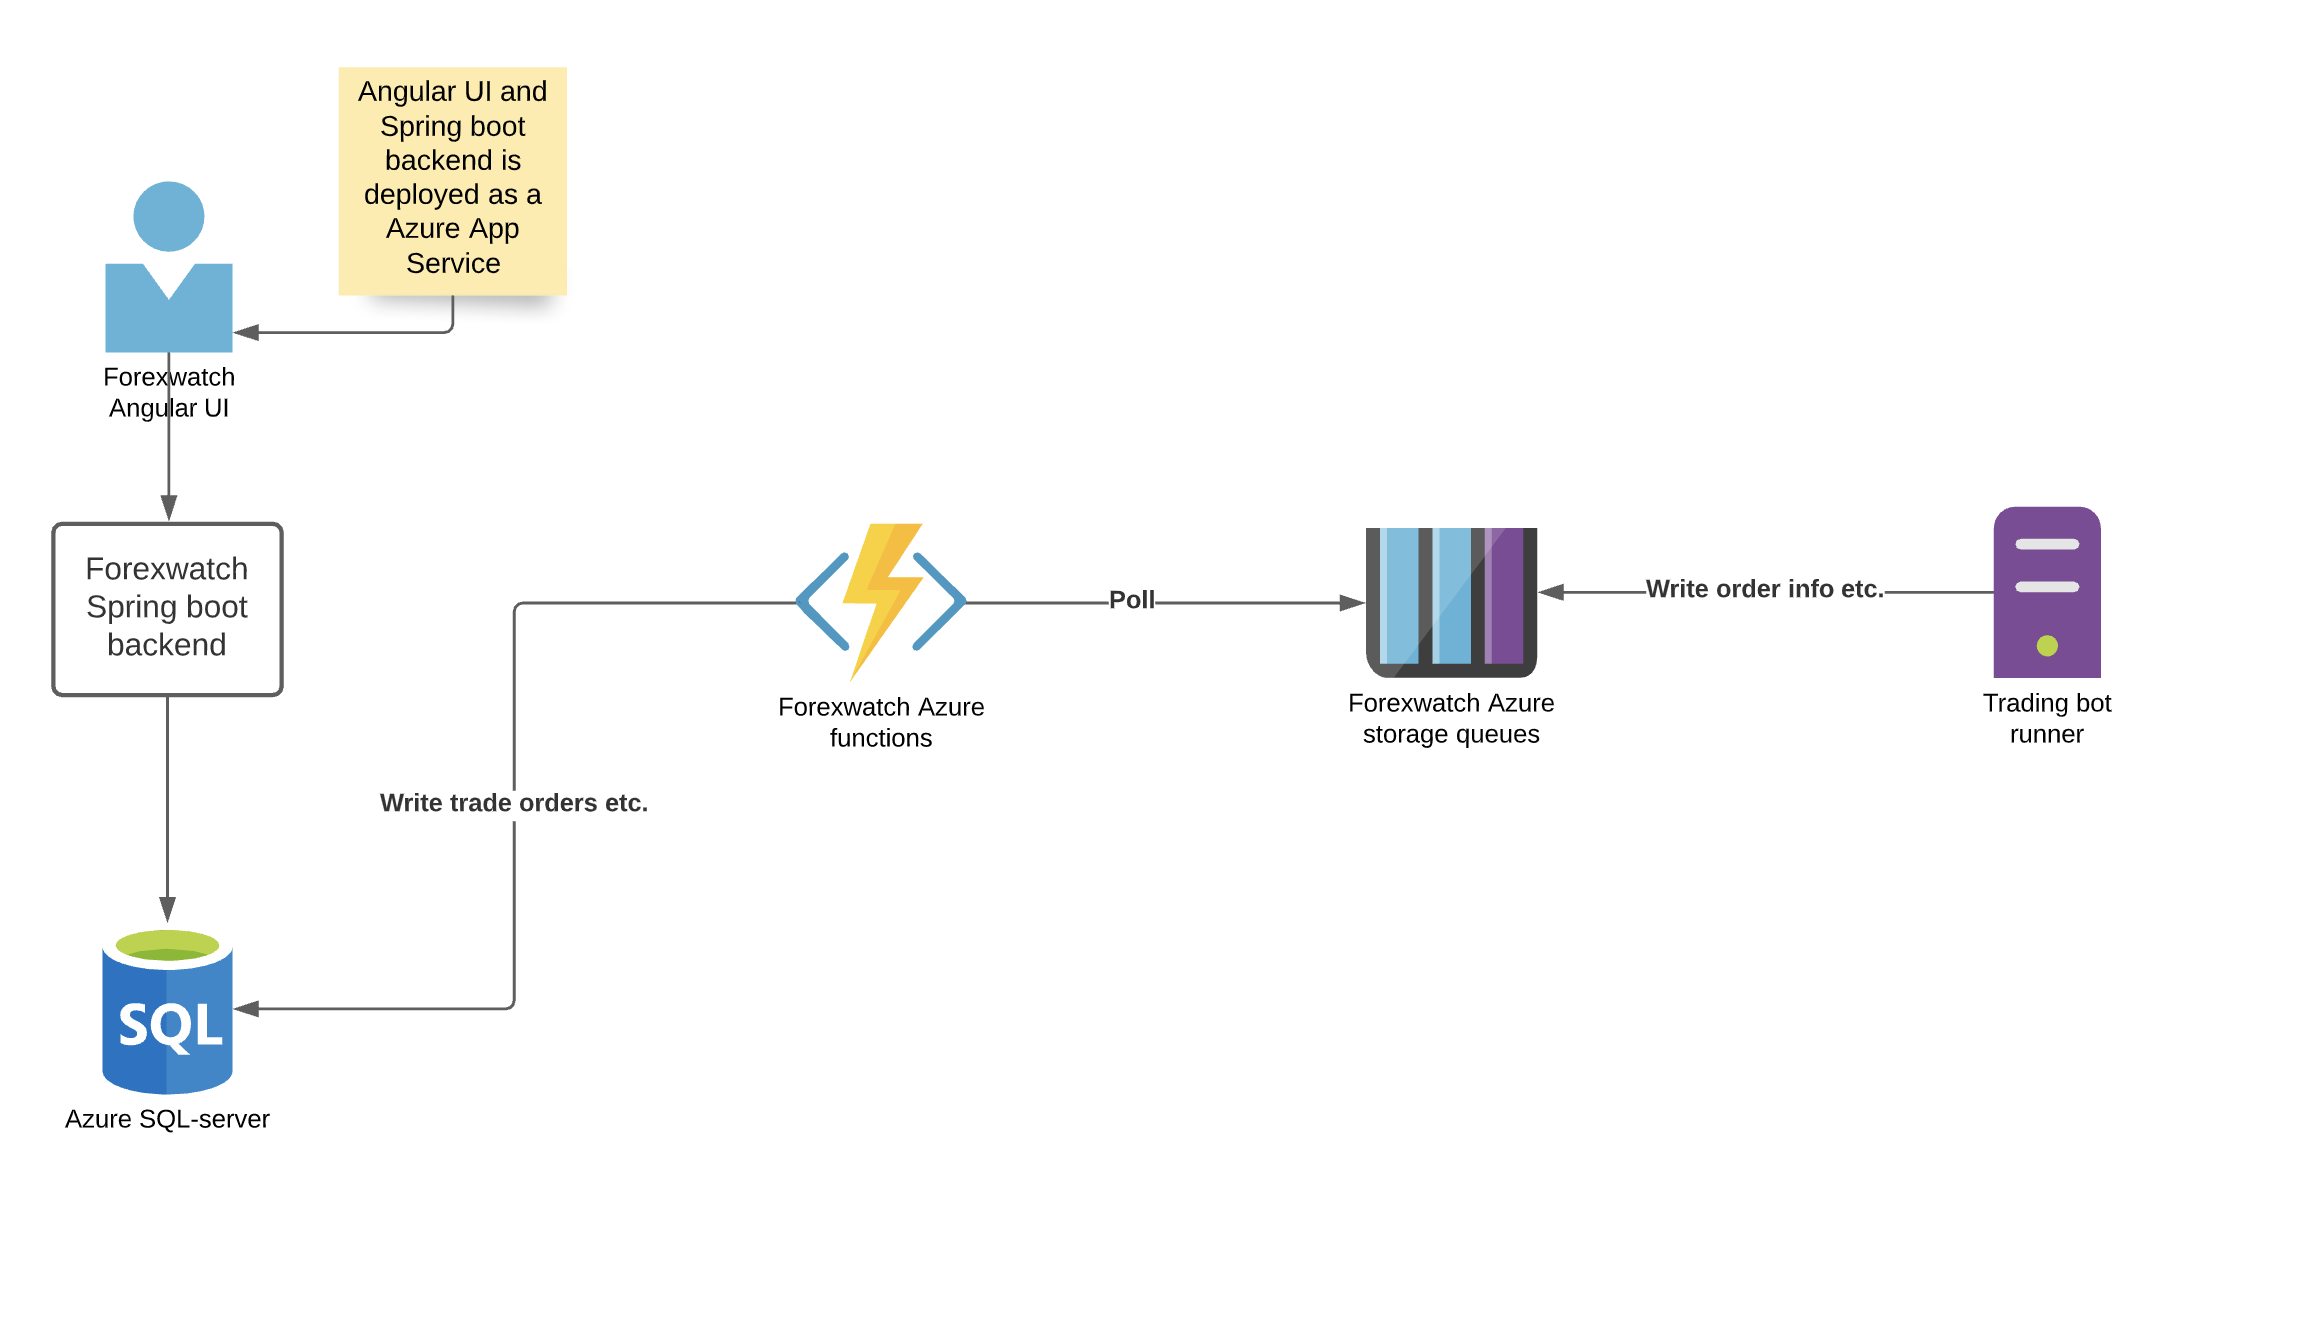 Angular UI and
Spring boot
backend is
deployed as a
Azure App
Service
Forexwatch
Angular UI
Forexwatch
Spring boot
backend
Forexwatch Azure
functions
Poll
Forexwatch Azure
storage queues
Write order info etc.
Trading bot
runner
Write trade orders etc.
SQL
Azure SQL-server